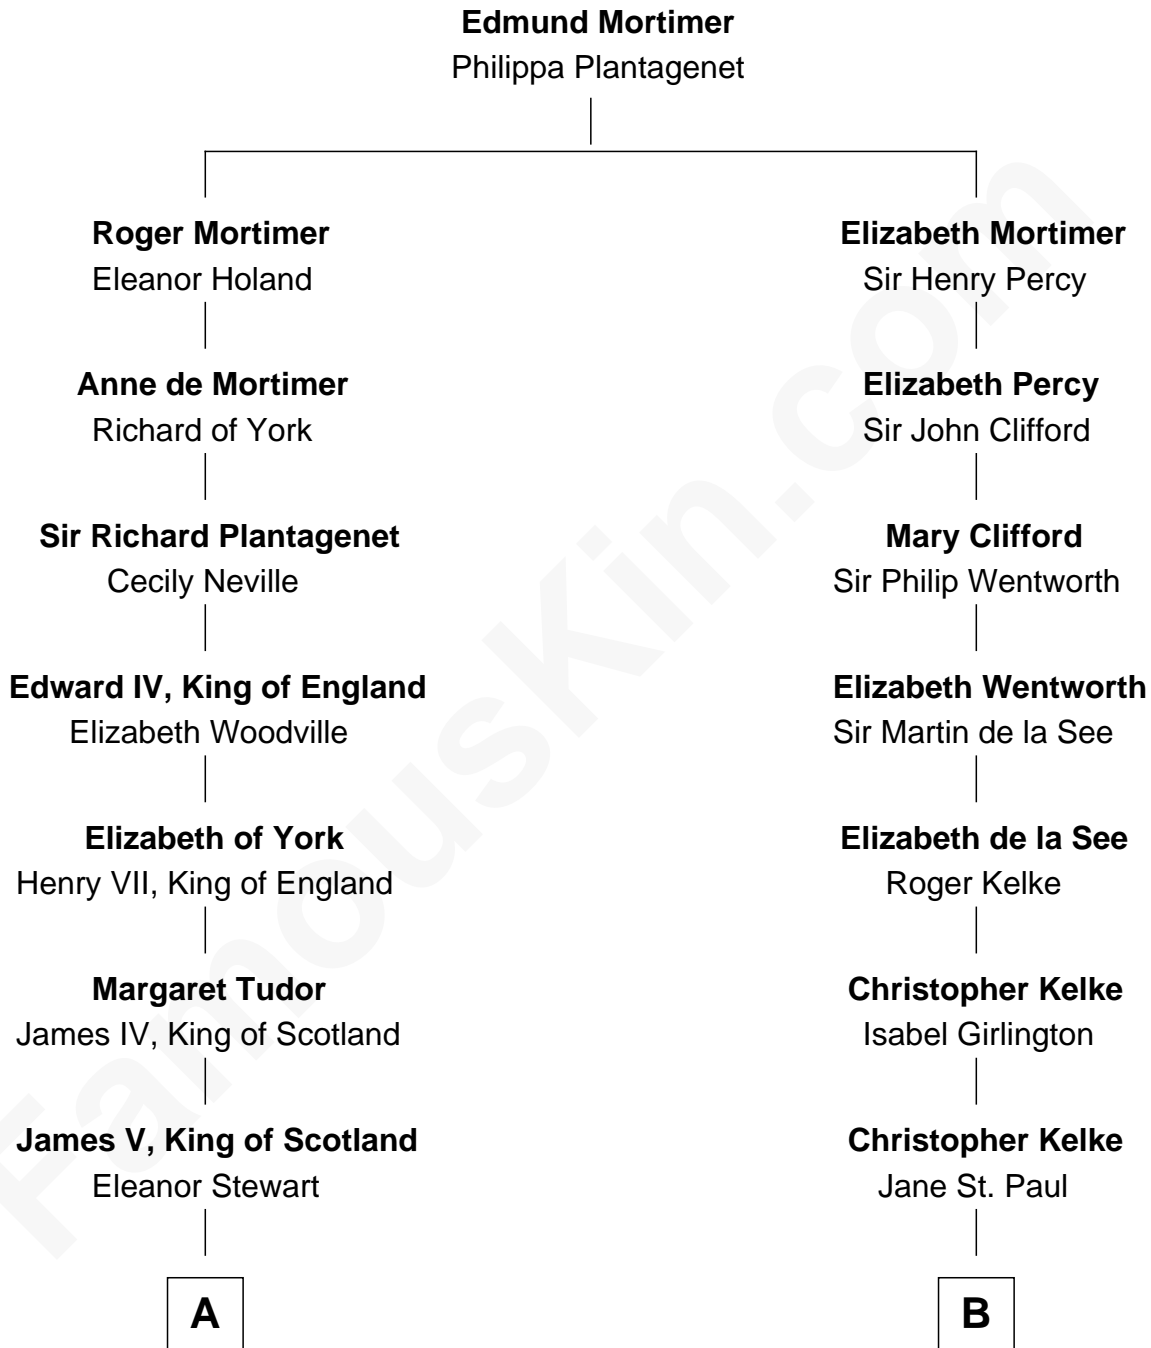 Edmund Mortimer
Philippa Plantagenet
Roger Mortimer
Eleanor Holand
Anne de Mortimer
Richard of York
Sir Richard Plantagenet
Cecily Neville
Edward IV, King of England
Elizabeth Woodville
Elizabeth of York
Henry VII, King of England
Margaret Tudor
James IV, King of Scotland
James V, King of Scotland
Eleanor Stewart
A
Elizabeth Mortimer
Sir Henry Percy
Elizabeth Percy
Sir John Clifford
Mary Clifford
Sir Philip Wentworth
Elizabeth Wentworth
Sir Martin de la See
Elizabeth de la See
Roger Kelke
Christopher Kelke
Isabel Girlington
Christopher Kelke
Jane St. Paul
B
FamousKin.com